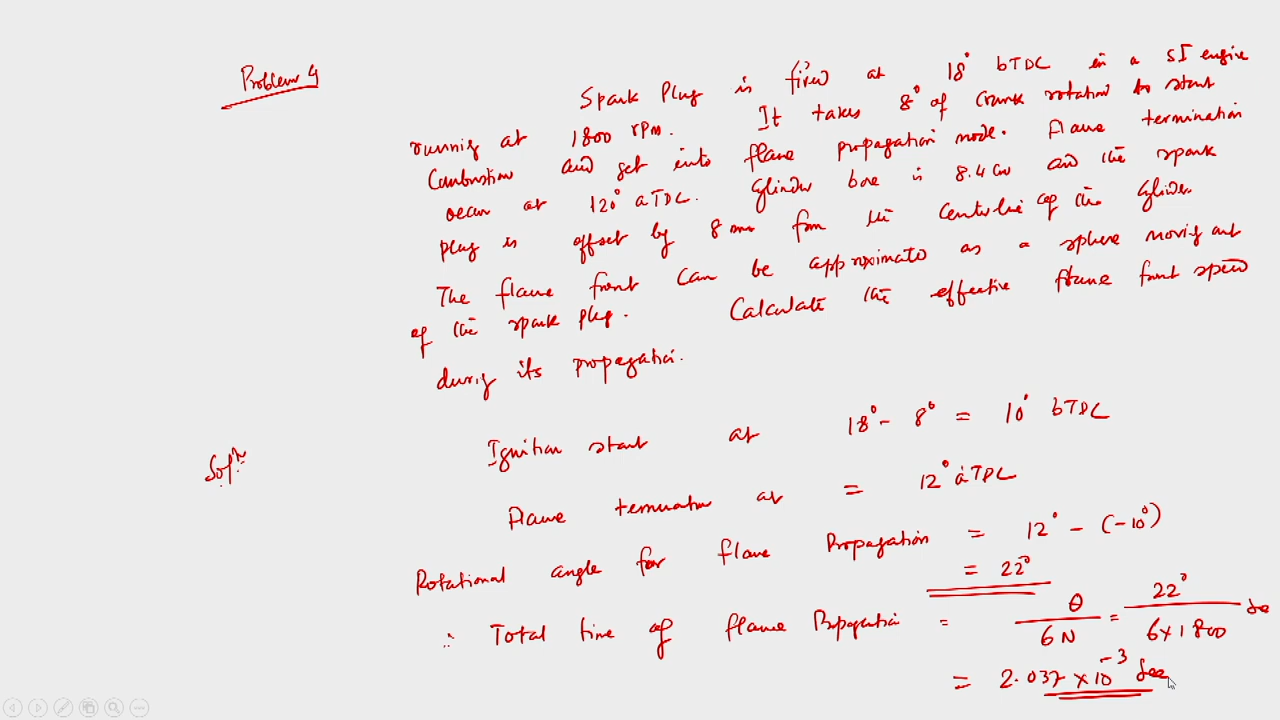 Problem 4
Spark Plug is fired at 18° bTDC in a SI engine
running at 1800 rpm. It takes 8° of crank rotation to start
Combustion and get into flame propagation mode. Flame termination
occur at 120° aTDC. Cylinder bore is 8.4 cm and the spark
plug is offset by 8 mm from the centerline of the cylinder
The flame front can be approximate as a sphere moving out
of the spark plug. Calculate the effective flame front speed
during its propagation.
Solⁿ:
Ignition start at 18° - 8° = 10° bTDC
Flame termination at = 12° aTDC
Rotational angle for flame Propagation = 12° - (-10°)
= 22°
∴ Total time of flame Propagation = θ / 6N = 22° / 6 x 1800 sec
= 2.037 x 10⁻³ sec